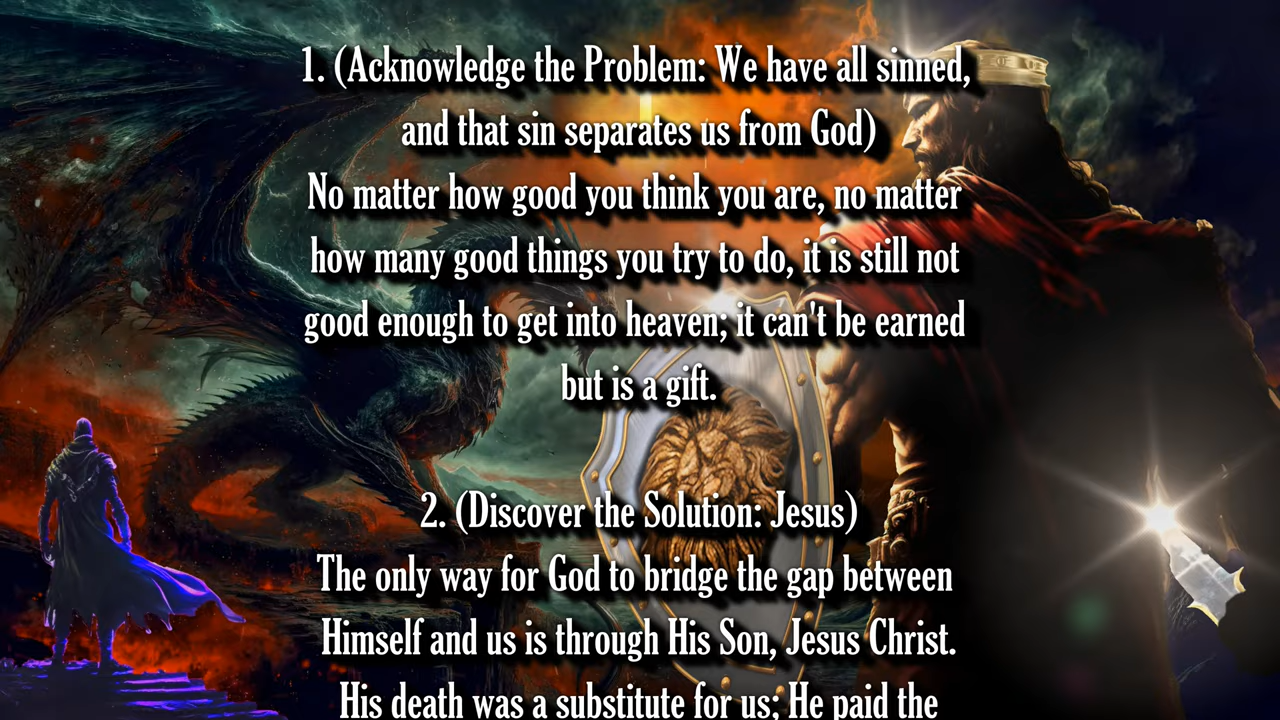 1. (Acknowledge the Problem: We have all sinned,
and that sin separates us from God)
No matter how good you think you are, no matter
how many good things you try to do, it is still not
good enough to get into heaven; it can't be earned
but is a gift.
2. (Discover the Solution: Jesus)
The only way for God to bridge the gap between
Himself and us is through His Son, Jesus Christ.
His death was a substitute for us; He paid the